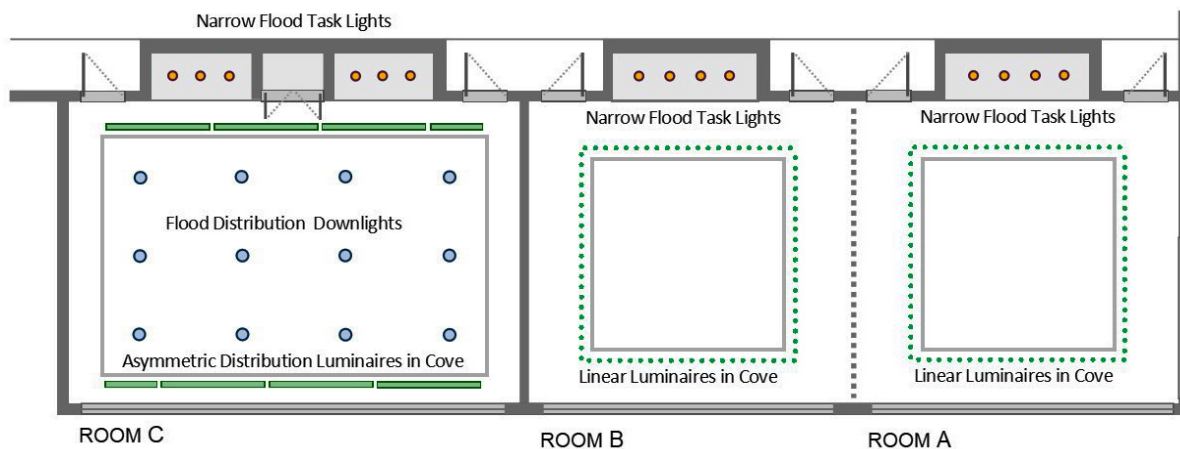 Narrow Flood Task Lights
Narrow Flood Task Lights
Narrow Flood Task Lights
Flood Distribution Downlights
Asymmetric Distribution Luminaires in Cove
Linear Luminaires in Cove
Linear Luminaires in Cove
ROOM C
ROOM B
ROOM A